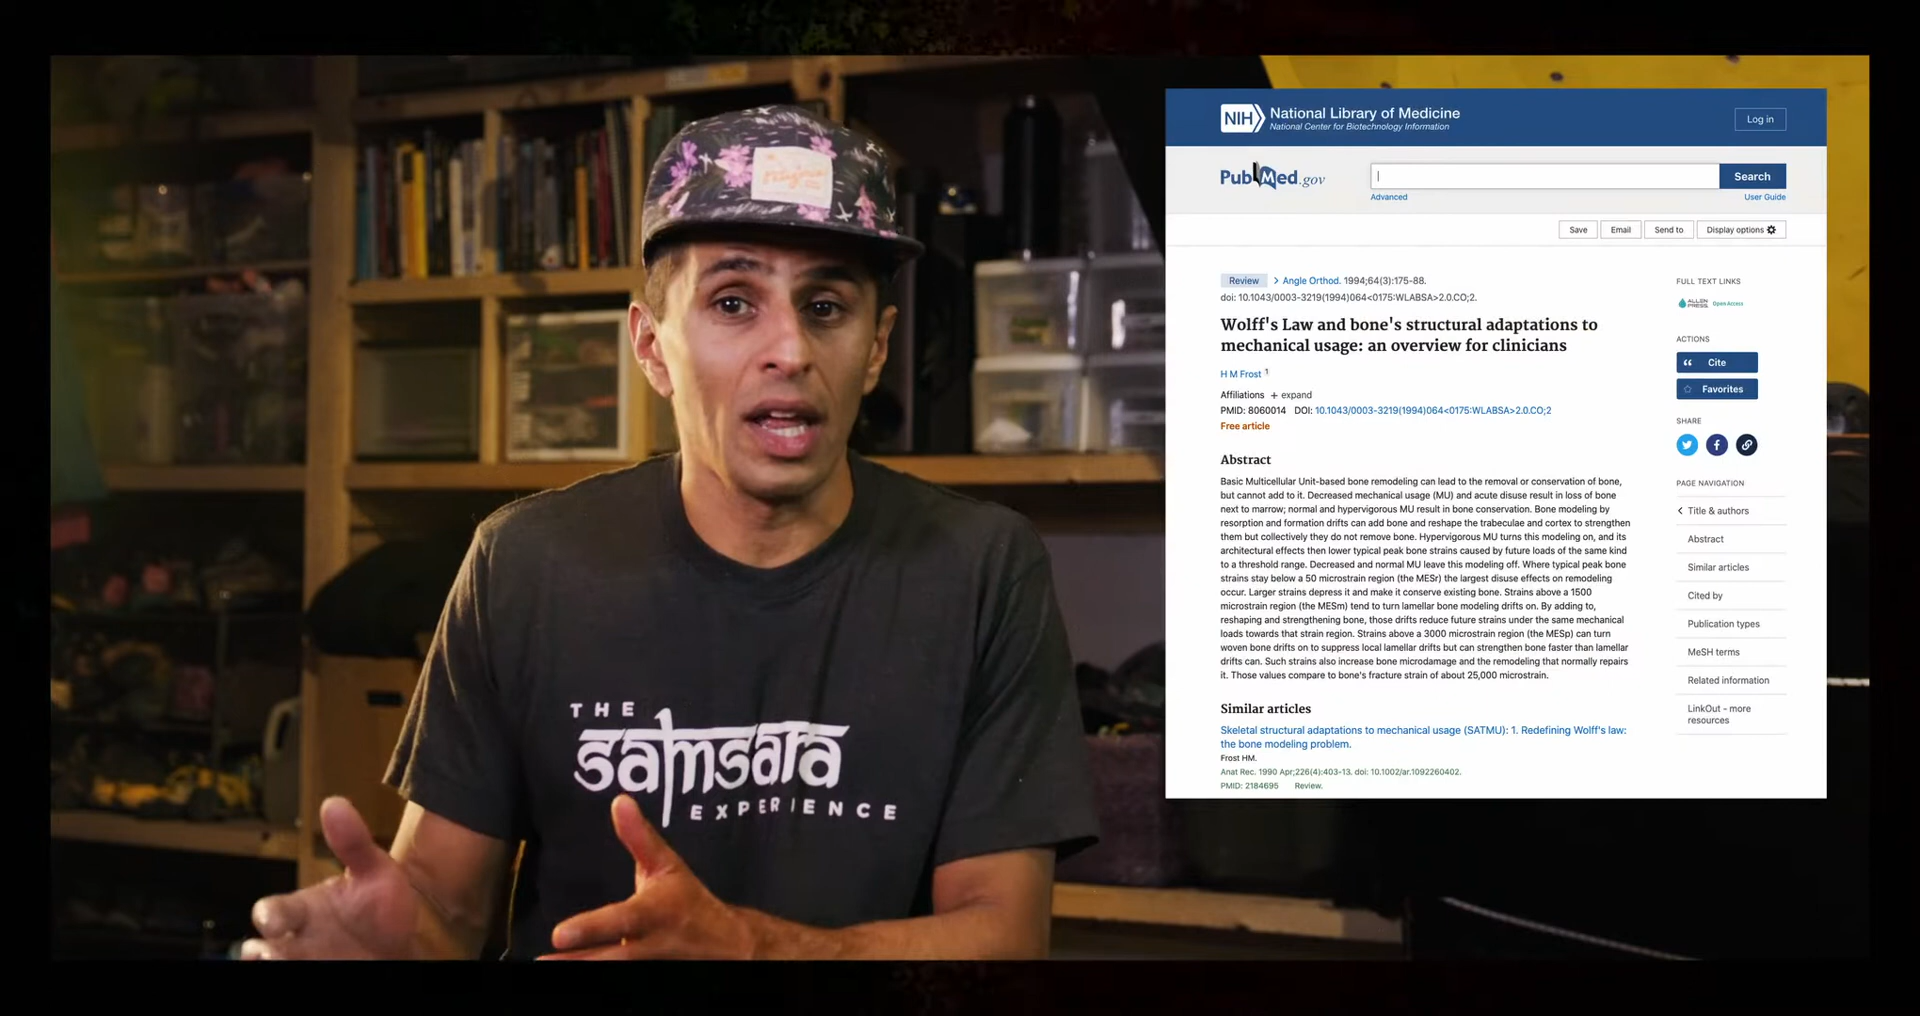 THE
samsara
EXPERIENCE
NIH National Library of Medicine
National Center for Biotechnology Information
Log in
PubMed.gov
Search
Advanced
User Guide
Save
Email
Send to
Display options
Review > Angle Orthod. 1994;64(3):175-88.
doi: 10.1043/0003-3219(1994)064<0175:WLABSA>2.0.CO;2.
Wolff's Law and bone's structural adaptations to
mechanical usage: an overview for clinicians
H M Frost 1
Affiliations + expand
PMID: 8060014 DOI: 10.1043/0003-3219(1994)064<0175:WLABSA>2.0.CO;2
Free article
Abstract
Basic Multicellular Unit-based bone remodeling can lead to the removal or conservation of bone,
but cannot add to it. Decreased mechanical usage (MU) and acute disuse result in loss of bone
next to marrow; normal and hypervigorous MU result in bone conservation. Bone modeling by
resorption and formation drifts can add bone and reshape the trabeculae and cortex to strengthen
them but collectively they do not remove bone. Hypervigorous MU turns this modeling on, and its
architectural effects then lower typical peak bone strains caused by future loads of the same kind
to a threshold range. Decreased and normal MU leave this modeling off. Where typical peak bone
strains stay below a 50 microstrain region (the MESr) the largest disuse effects on remodeling
occur. Larger strains depress it and make it conserve existing bone. Strains above a 1500
microstrain region (the MESm) tend to turn lamellar bone modeling drifts on. By adding to,
reshaping and strengthening bone, those drifts reduce future strains under the same mechanical
loads towards that strain region. Strains above a 3000 microstrain region (the MESp) can turn
woven bone drifts on to suppress local lamellar drifts but can strengthen bone faster than lamellar
drifts can. Such strains also increase bone microdamage and the remodeling that normally repairs
it. Those values compare to bone's fracture strain of about 25,000 microstrain.
Similar articles
Skeletal structural adaptations to mechanical usage (SATMU): 1. Redefining Wolff's law:
the bone modeling problem.
Frost HM.
Anat Rec. 1990 Apr;226(4):403-13. doi: 10.1002/ar.1092260402.
PMID: 2184695 Review.
FULL TEXT LINKS
ALLEN PRESS Open Access
ACTIONS
Cite
Favorites
SHARE
PAGE NAVIGATION
Title & authors
Abstract
Similar articles
Cited by
Publication types
MeSH terms
Related information
LinkOut - more
resources